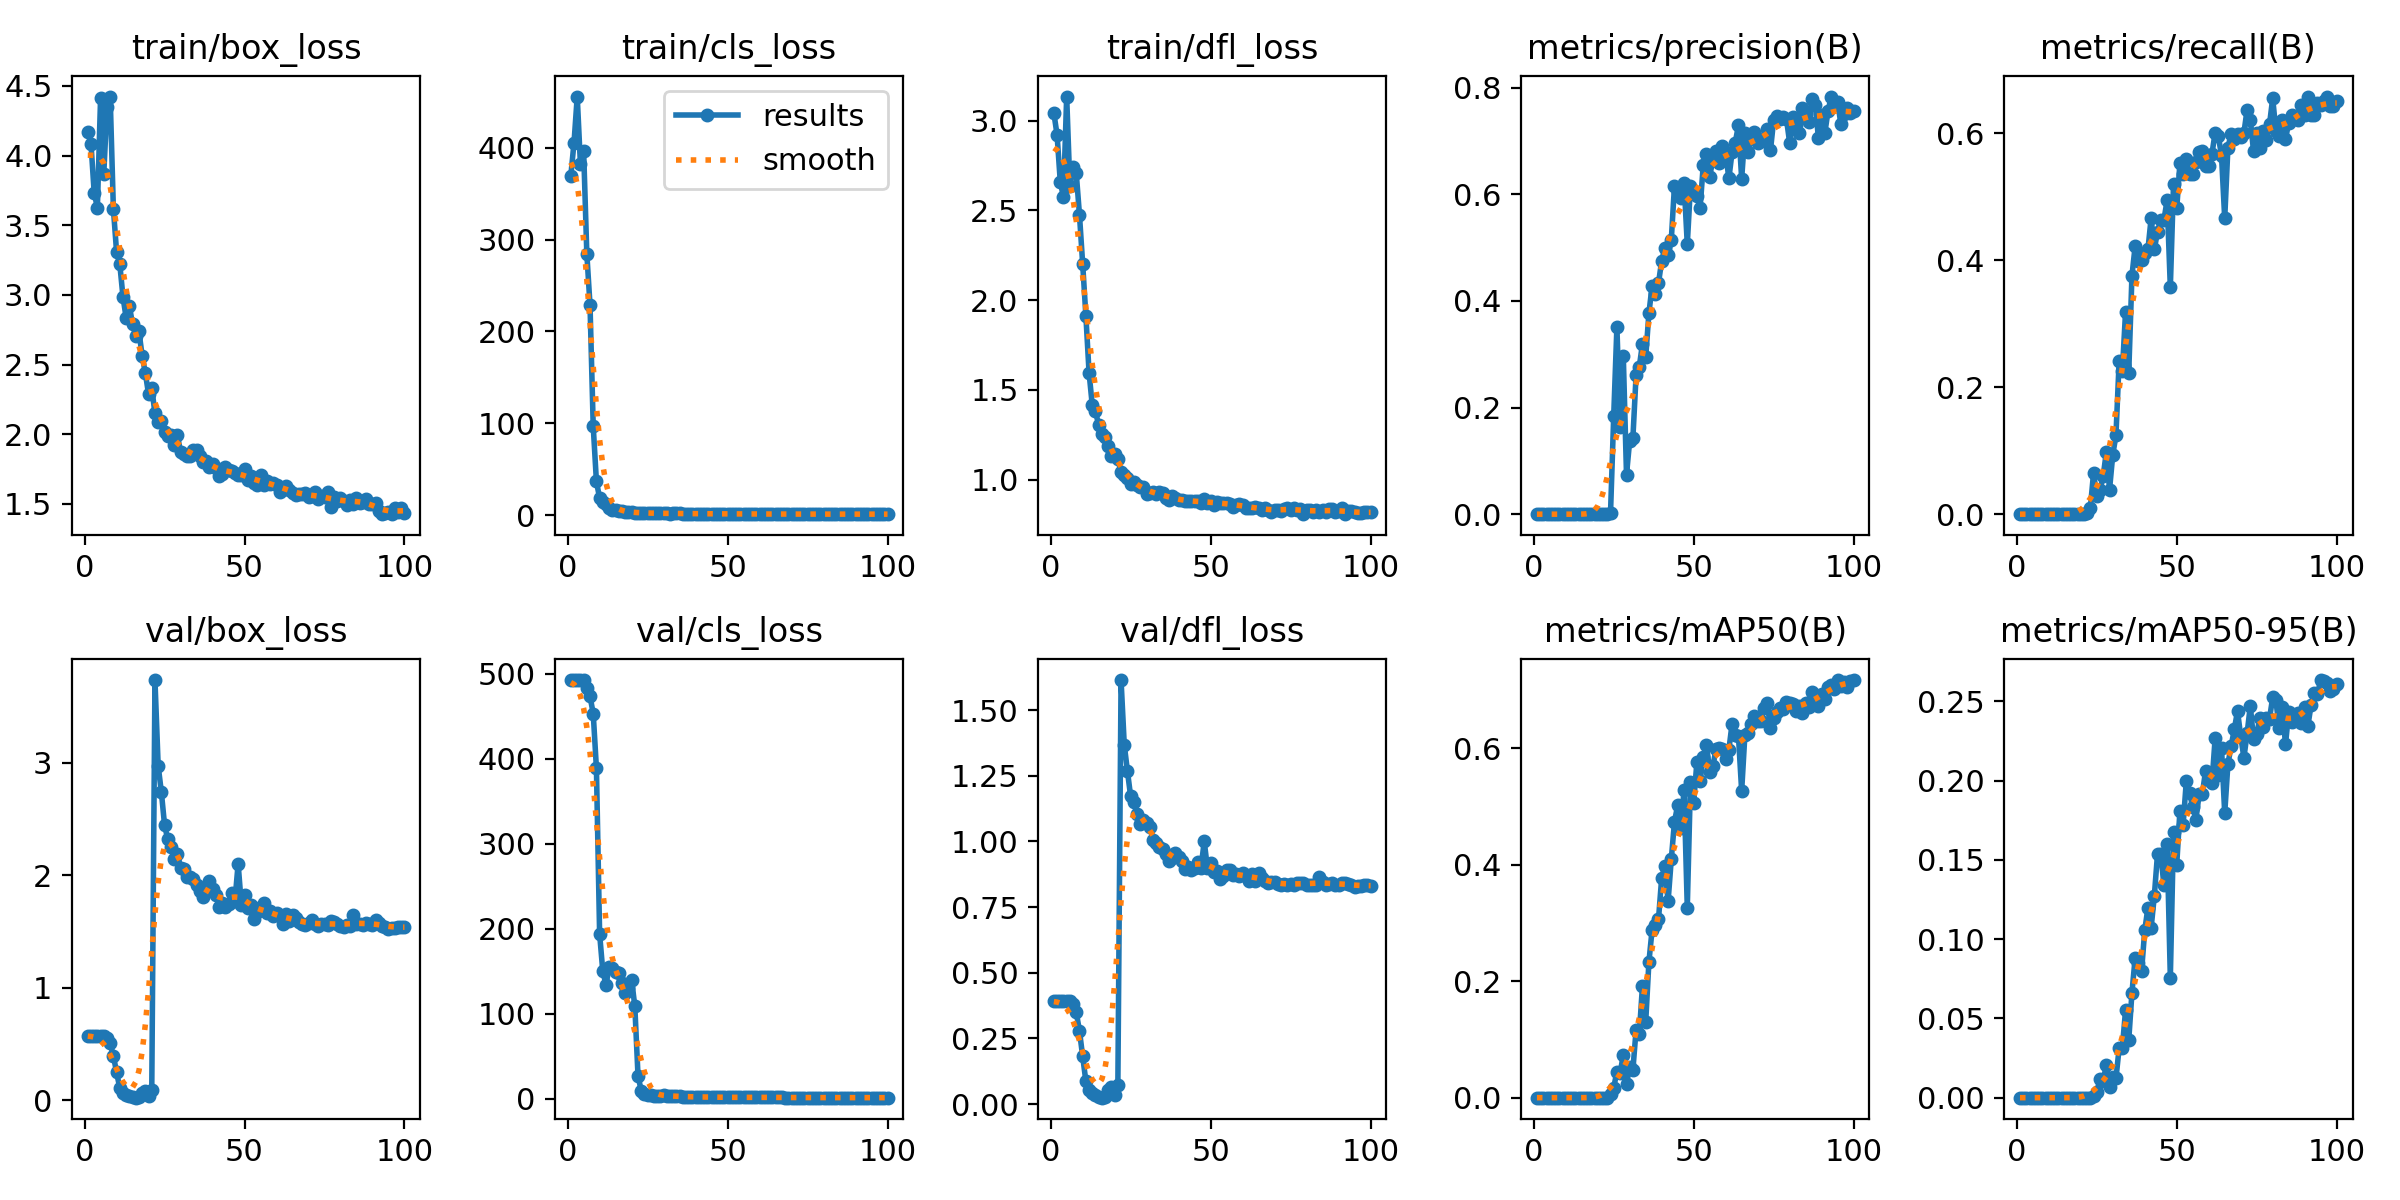 train/box_loss
train/cls_loss
train/dfl_loss
metrics/precision(B)
metrics/recall(B)
4.5
4.0
3.5
3.0
2.5
2.0
1.5
0 50 100
400
300
200
100
0
0 50 100
results
smooth
3.0
2.5
2.0
1.5
1.0
0 50 100
0.8
0.6
0.4
0.2
0.0
0 50 100
0.6
0.4
0.2
0.0
0 50 100
val/box_loss
val/cls_loss
val/dfl_loss
metrics/mAP50(B)
metrics/mAP50-95(B)
3
2
1
0
0 50 100
500
400
300
200
100
0
0 50 100
1.50
1.25
1.00
0.75
0.50
0.25
0.00
0 50 100
0.6
0.4
0.2
0.0
0 50 100
0.25
0.20
0.15
0.10
0.05
0.00
0 50 100